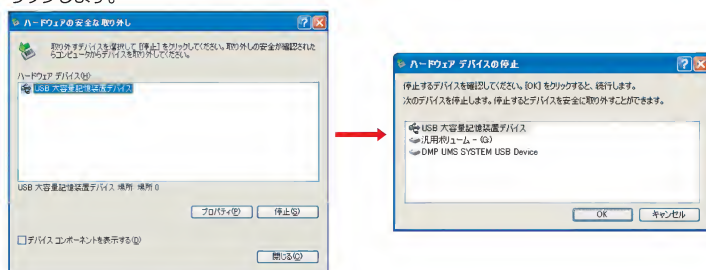 ックします。
ハードウェアの安全な取り外し
取り外すデバイスを選択して [停止] をクリックしてください。取り外しの安全が確認された
らコンピュータからデバイスを取り外してください。
ハードウェア デバイス(H)
USB 大容量記憶装置デバイス
USB 大容量記憶装置デバイス 場所 場所 0
プロパティ(P)
停止(S)
デバイス コンポーネントを表示する(D)
閉じる(C)
ハードウェア デバイスの停止
停止するデバイスを確認してください。[OK] をクリックすると、続行します。
次のデバイスを停止します。停止するとデバイスを安全に取り外すことができます。
USB 大容量記憶装置デバイス
汎用ボリューム - (G:)
DMP UMS SYSTEM USB Device
OK
キャンセル